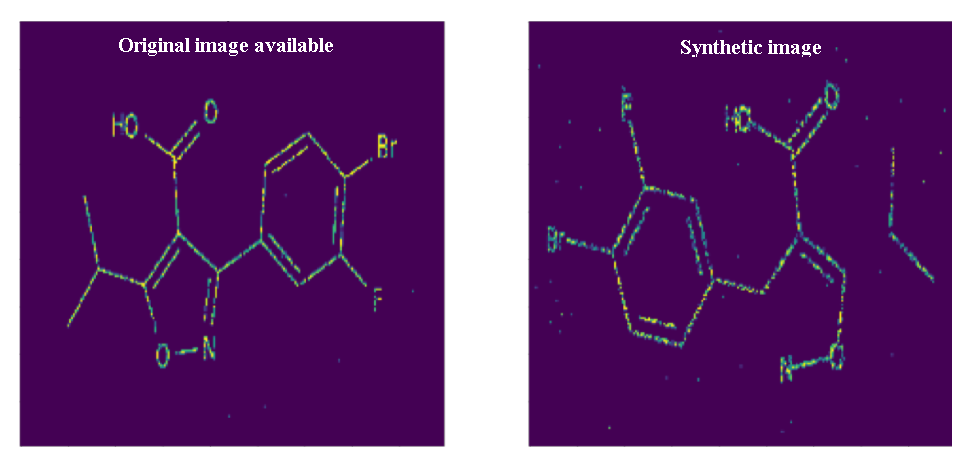 Original image available
HO
O
Br
F
O
N
Synthetic image
F
HO
O
Br
N
O